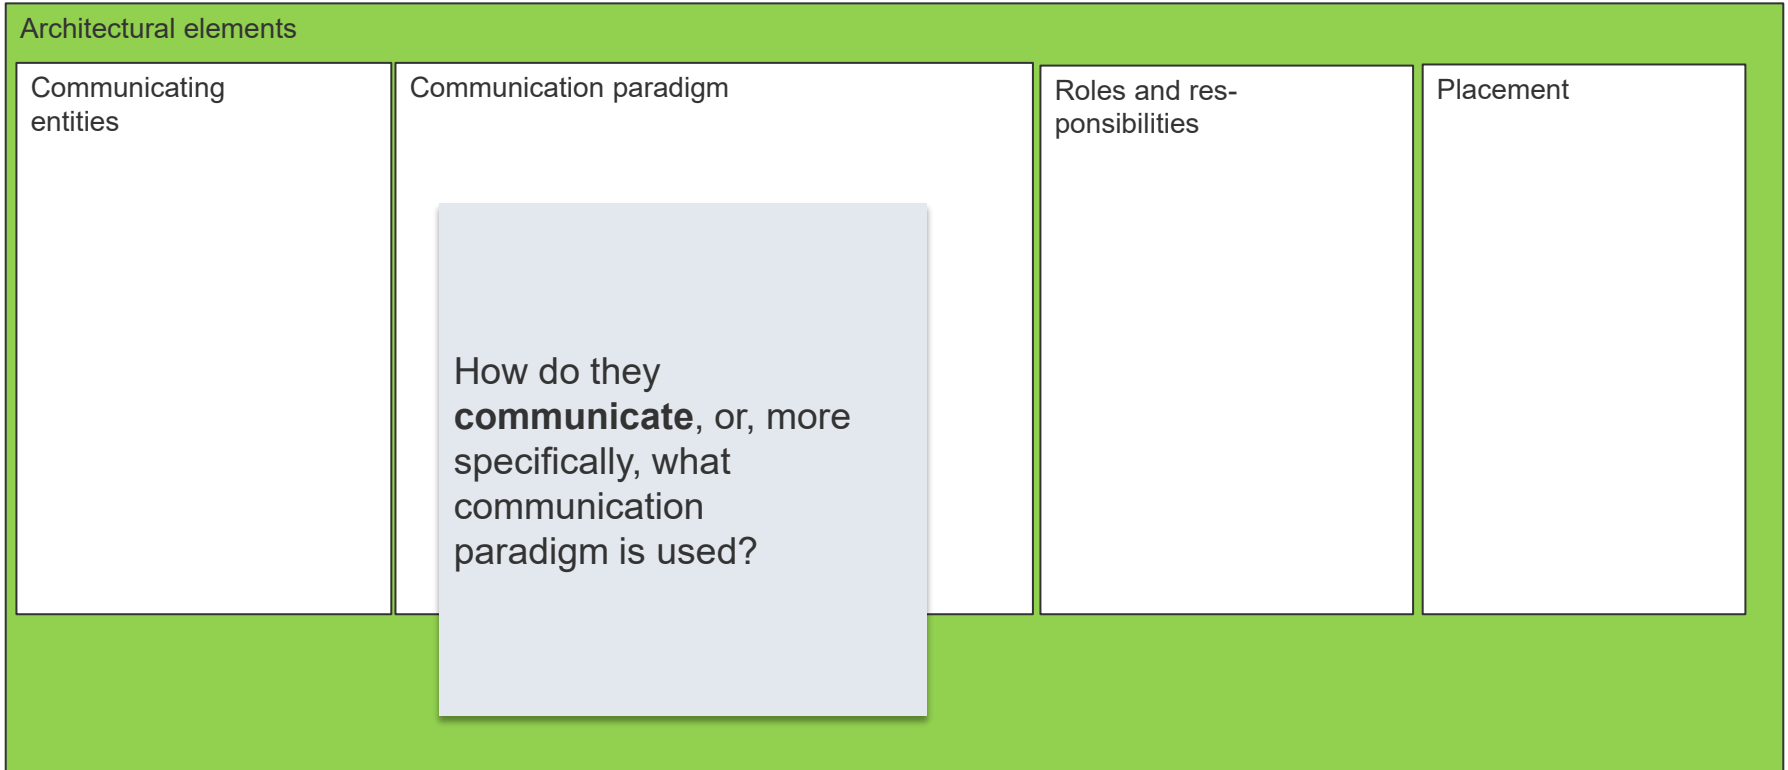 Architectural elements
Communicating
entities
Communication paradigm
How do they
communicate, or, more
specifically, what
communication
paradigm is used?
Roles and res-
ponsibilities
Placement